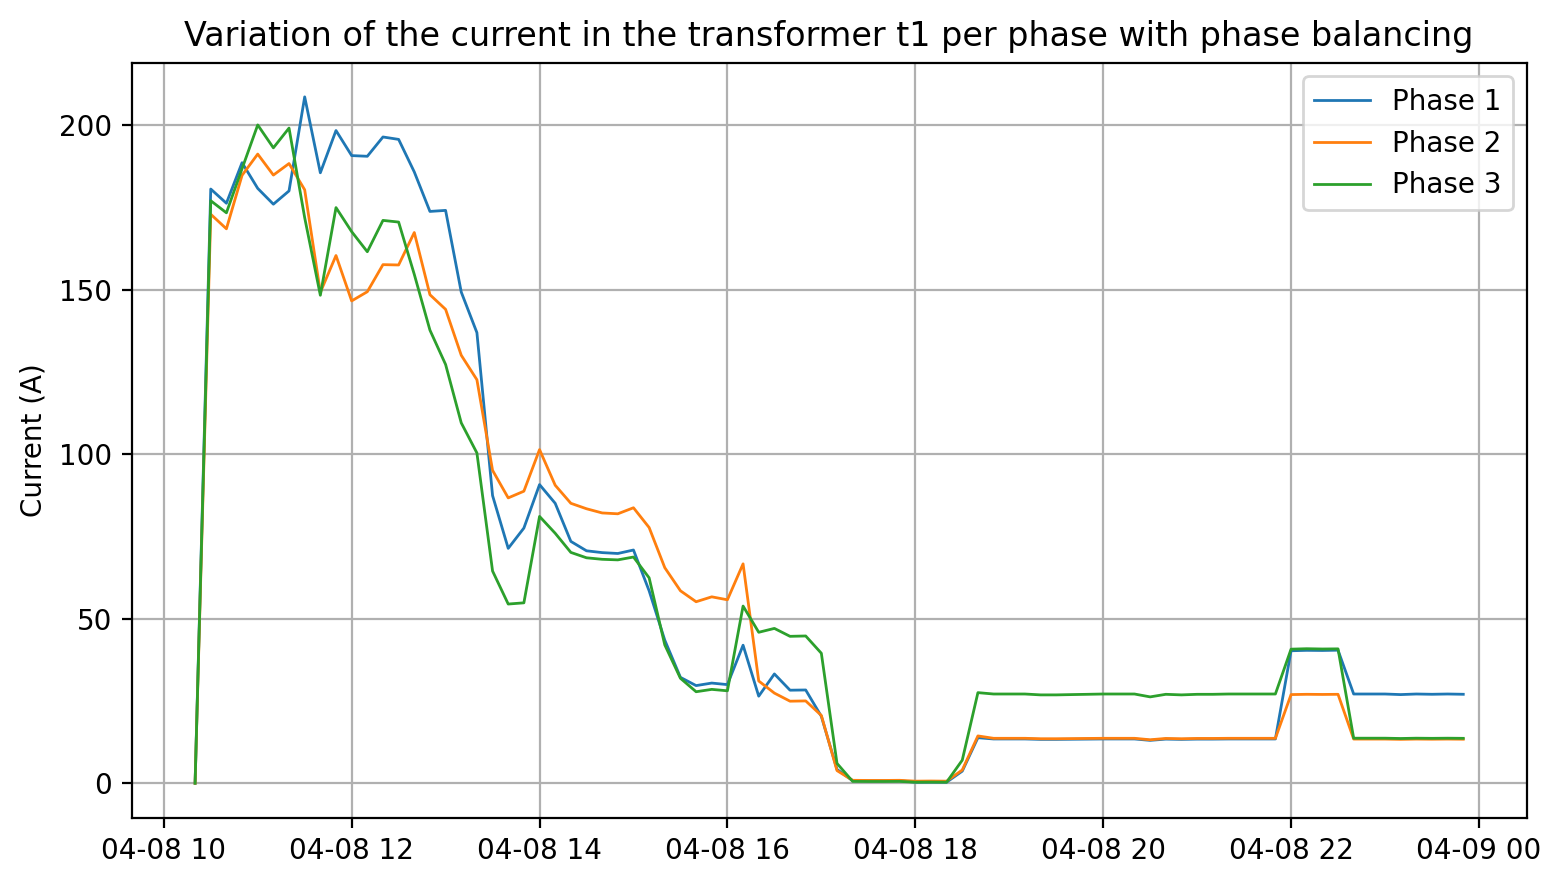 Variation of the current in the transformer t1 per phase with phase balancing
Phase 1
Phase 2
Phase 3
Current (A)
200
150
100
50
0
04-08 10 04-08 12 04-08 14 04-08 16 04-08 18 04-08 20 04-08 22 04-09 00